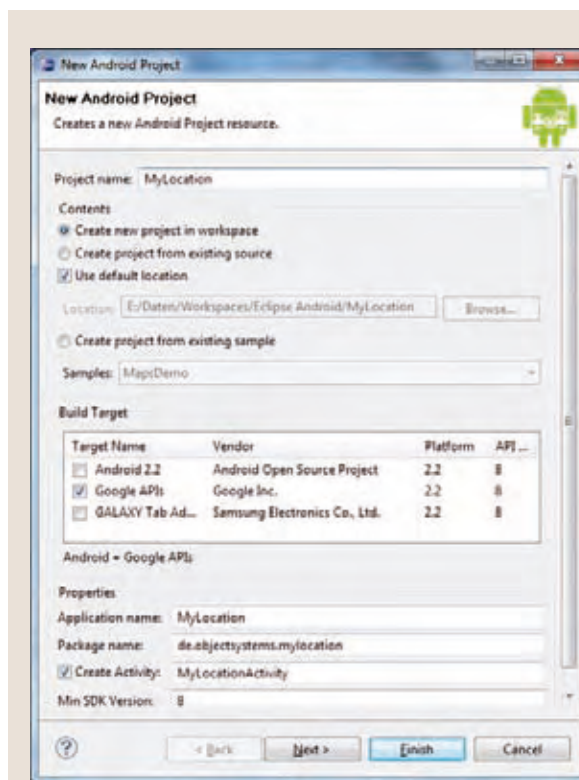 New Android Project
New Android Project
Creates a new Android Project resource.
Project name: MyLocation
Contents
Create new project in workspace
Create project from existing source
Use default location
Location: E:/Daten/Workspaces/Eclipse Android/MyLocation Browse...
Create project from existing sample
Samples: MapsDemo
Build Target
Target Name Vendor Platform API ...
Android 2.2 Android Open Source Project 2.2 8
Google APIs Google Inc. 2.2 8
GALAXY Tab Ad... Samsung Electronics Co., Ltd. 2.2 8
Android + Google APIs
Properties
Application name: MyLocation
Package name: de.objectsystems.mylocation
Create Activity: MyLocationActivity
Min SDK Version: 8
? < Back Next > Finish Cancel